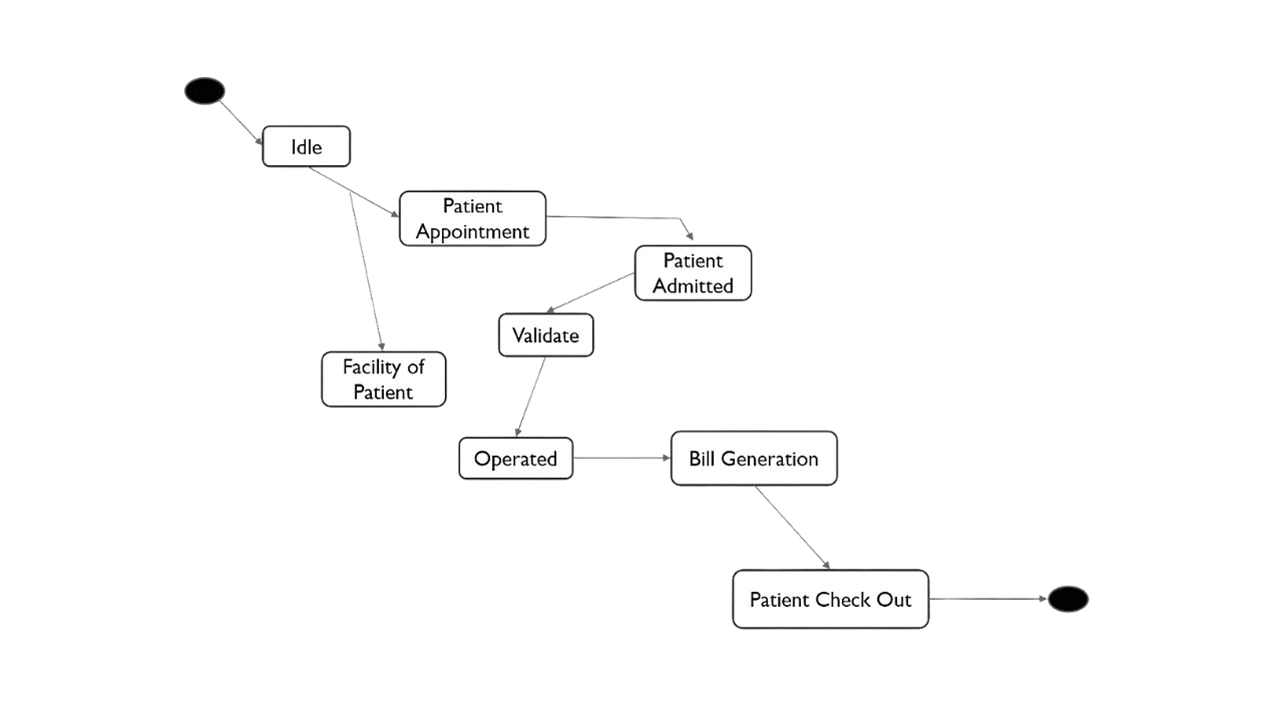 Idle
Patient
Appointment
Patient
Admitted
Validate
Facility of
Patient
Operated
Bill Generation
Patient Check Out